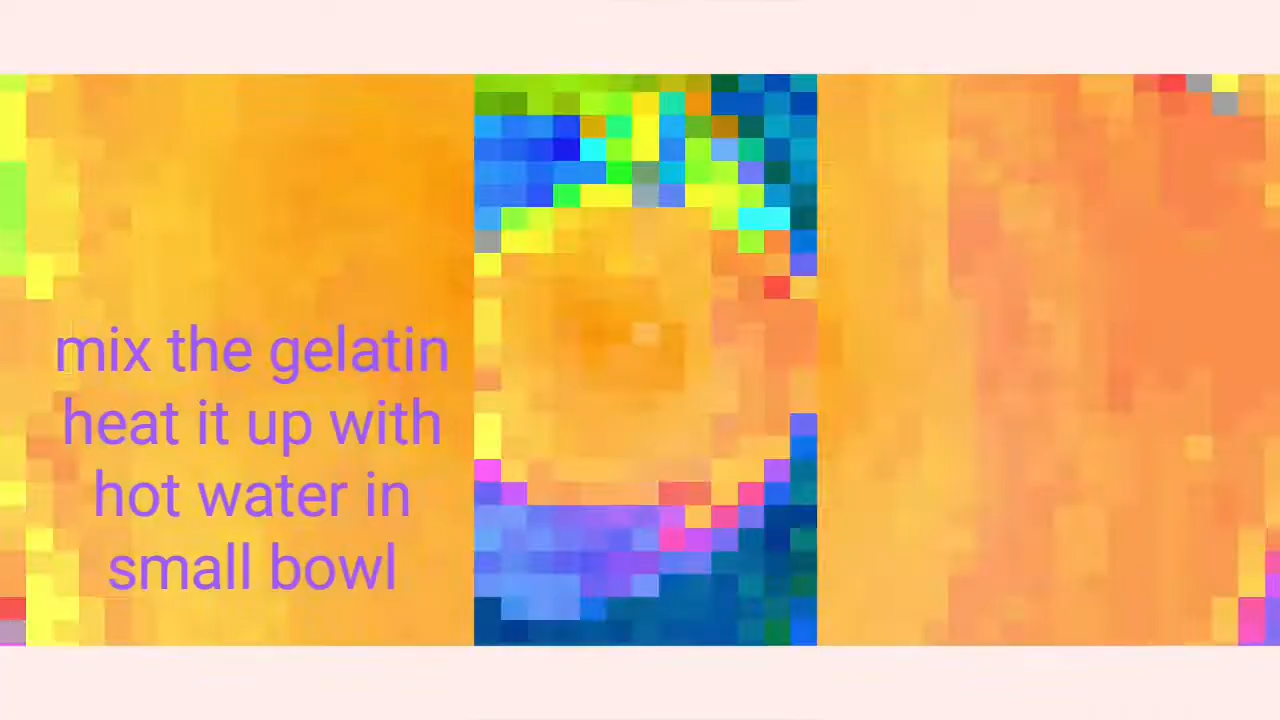 mix the gelatin
heat it up with
hot water in
small bowl